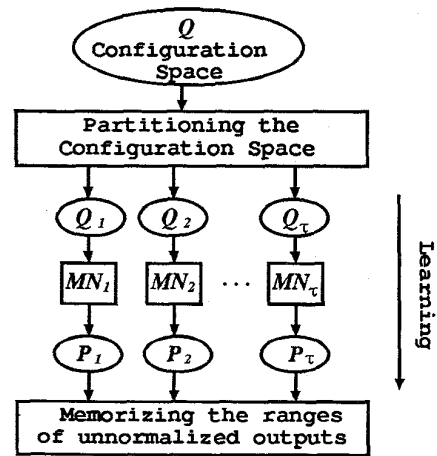 Q
Configuration
Space
Partitioning the
Configuration Space
Q1 Q2 Qτ
MN1 MN2 ... MNτ
P1 P2 Pτ
Learning
Memorizing the ranges
of unnormalized outputs